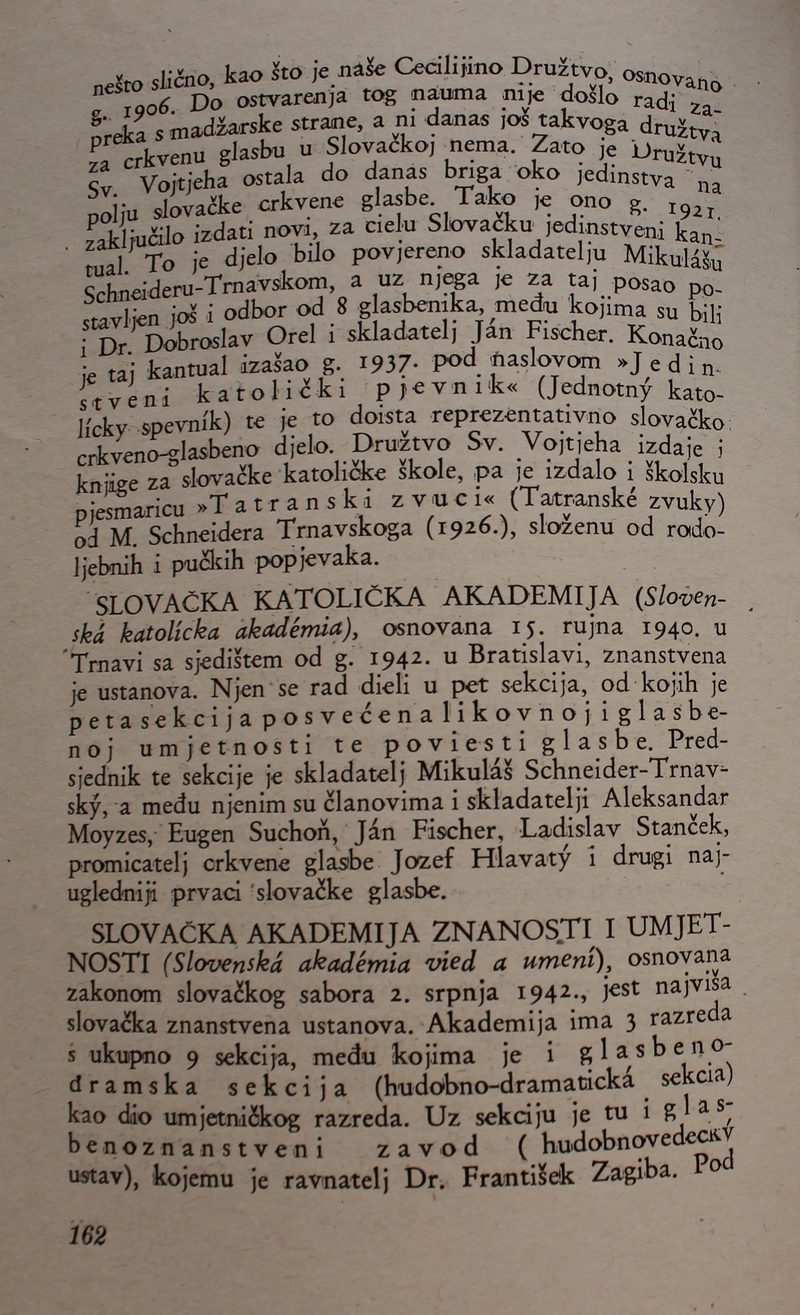 nešto slično, kao što je naše Cecilijino Družtvo, osnovano
g. 1906. Do ostvarenja tog nauma nije došlo radi za-
preka s madžarske strane, a ni danas još takvoga družtva
za crkvenu glasbu u Slovačkoj nema. Zato je Družtvu
Sv. Vojtjeha ostala do danas briga oko jedinstva na
polju slovačke crkvene glasbe. Tako je ono g. 1921.
zaključilo izdati novi, za cielu Slovačku jedinstveni kan-
tual. To je djelo bilo povjereno skladatelju Mikulášu
Schneideru-Trnavskom, a uz njega je za taj posao po-
stavljen još i odbor od 8 glasbenika, među kojima su bili
i Dr. Dobroslav Orel i skladatelj Ján Fischer. Konačno
je taj kantual izašao g. 1937. pod naslovom »Jedin-
stveni katolički pjevnik« (Jednotný kato-
lícky spevník) te je to doista reprezentativno slovačko
crkveno-glasbeno djelo. Družtvo Sv. Vojtjeha izdaje i
knjige za slovačke katoličke škole, pa je izdalo i školsku
pjesmaricu »Tatranski zvuci« (Tatranské zvuky)
od M. Schneidera Trnavskoga (1926.), složenu od rodo-
ljebnih i pučkih popjevaka.
SLOVAČKA KATOLIČKA AKADEMIJA (Sloven-
ská katolícka akadémia), osnovana 15. rujna 1940. u
Trnavi sa sjedištem od g. 1942. u Bratislavi, znanstvena
je ustanova. Njen se rad dieli u pet sekcija, od kojih je
peta sekcija posvećena likovnoj i glasbe-
noj umjetnosti te poviesti glasbe. Pred-
sjednik te sekcije je skladatelj Mikuláš Schneider-Trnav-
ský, a među njenim su članovima i skladatelji Aleksandar
Moyzes, Eugen Suchoň, Ján Fischer, Ladislav Stanček,
promicatelj crkvene glasbe Jozef Hlavatý i drugi naj-
ugledniji prvaci slovačke glasbe.
SLOVAČKA AKADEMIJA ZNANOSTI I UMJET-
NOSTI (Slovenská akadémia vied a umení), osnovana
zakonom slovačkog sabora 2. srpnja 1942., jest najviša
slovačka znanstvena ustanova. Akademija ima 3 razreda
s ukupno 9 sekcija, među kojima je i glasbeno-
dramska sekcija (hudobno-dramatická sekcia)
kao dio umjetničkog razreda. Uz sekciju je tu i glas-
benoznanstveni zavod (hudobnovedecký
ustav), kojemu je ravnatelj Dr. František Zagiba. Pod
162